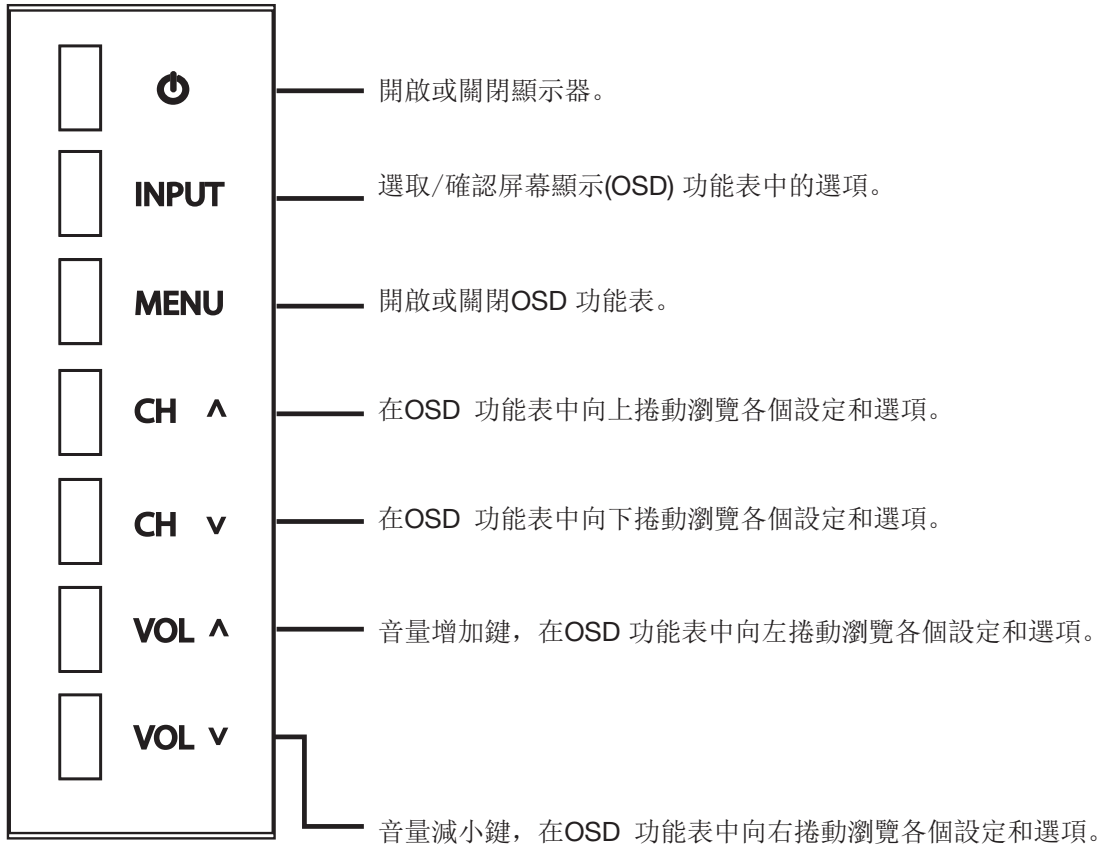 開啟或關閉顯示器。
INPUT 選取/確認屏幕顯示(OSD) 功能表中的選項。
MENU 開啟或關閉OSD 功能表。
CH ∧ 在OSD 功能表中向上捲動瀏覽各個設定和選項。
CH ∨ 在OSD 功能表中向下捲動瀏覽各個設定和選項。
VOL ∧ 音量增加鍵，在OSD 功能表中向左捲動瀏覽各個設定和選項。
VOL ∨
音量減小鍵，在OSD 功能表中向右捲動瀏覽各個設定和選項。